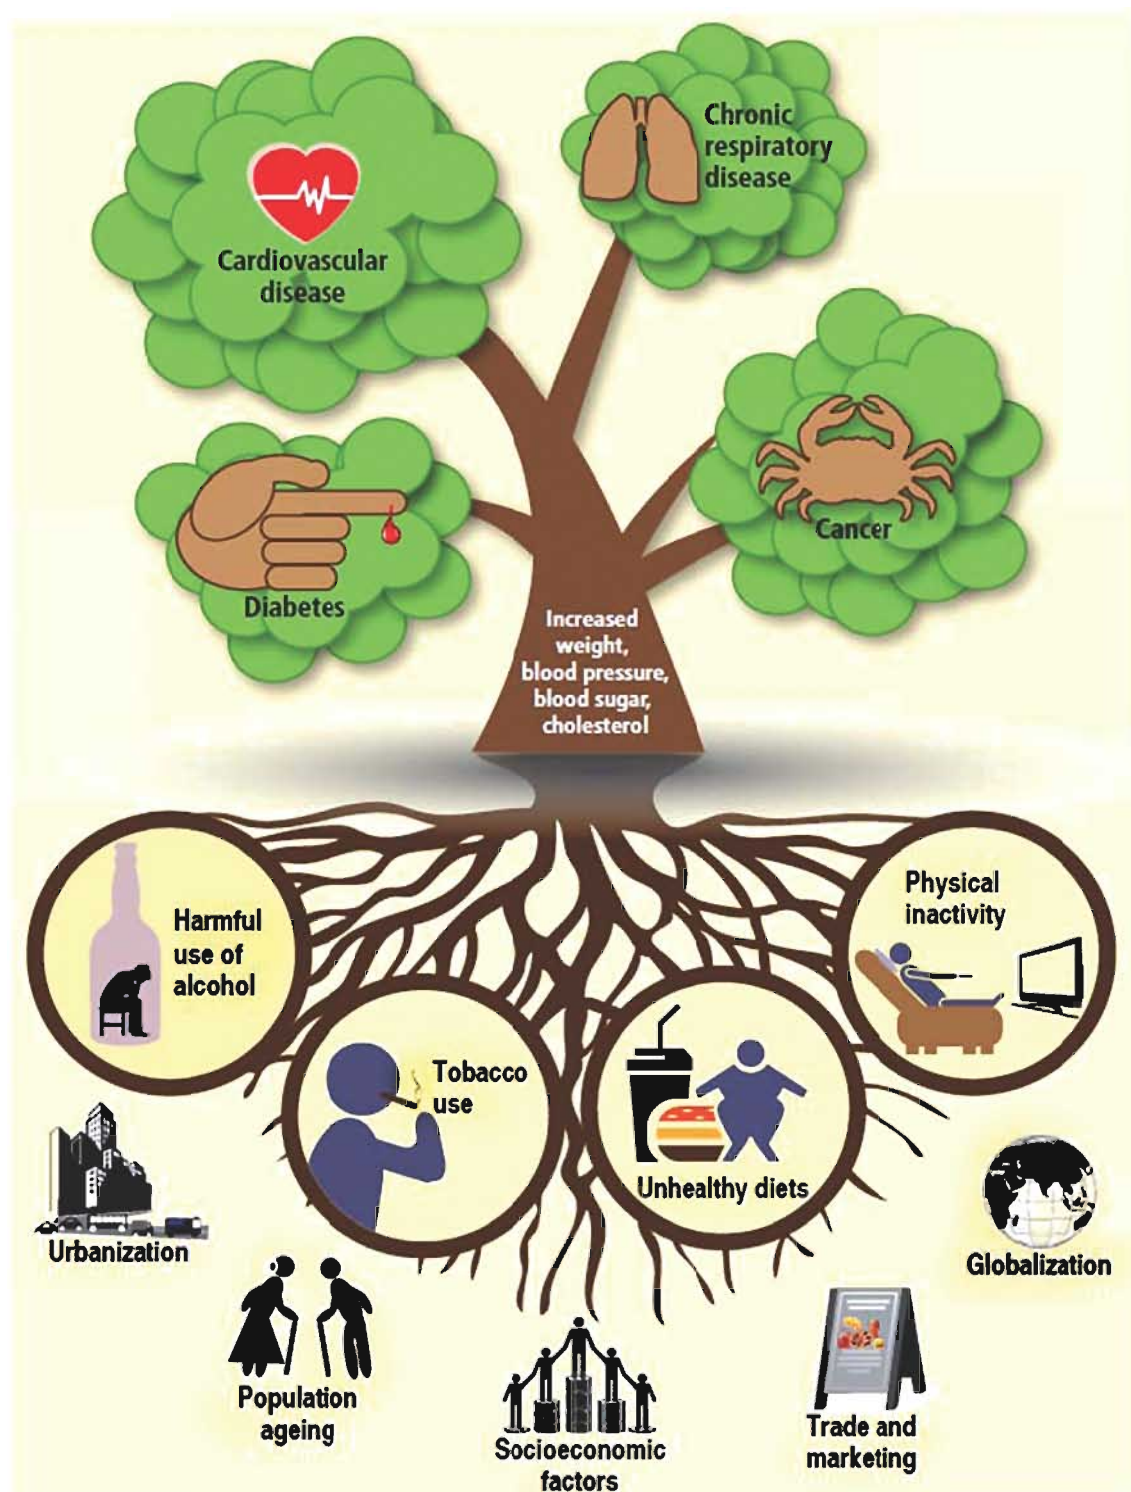 Chronic
respiratory
disease
Cardiovascular
disease
Cancer
Diabetes
Increased
weight,
blood pressure,
blood sugar,
cholesterol
Harmful
use of
alcohol
Physical
inactivity
Tobacco
use
Unhealthy diets
Urbanization
Globalization
Population
ageing
Socioeconomic
factors
Trade and
marketing